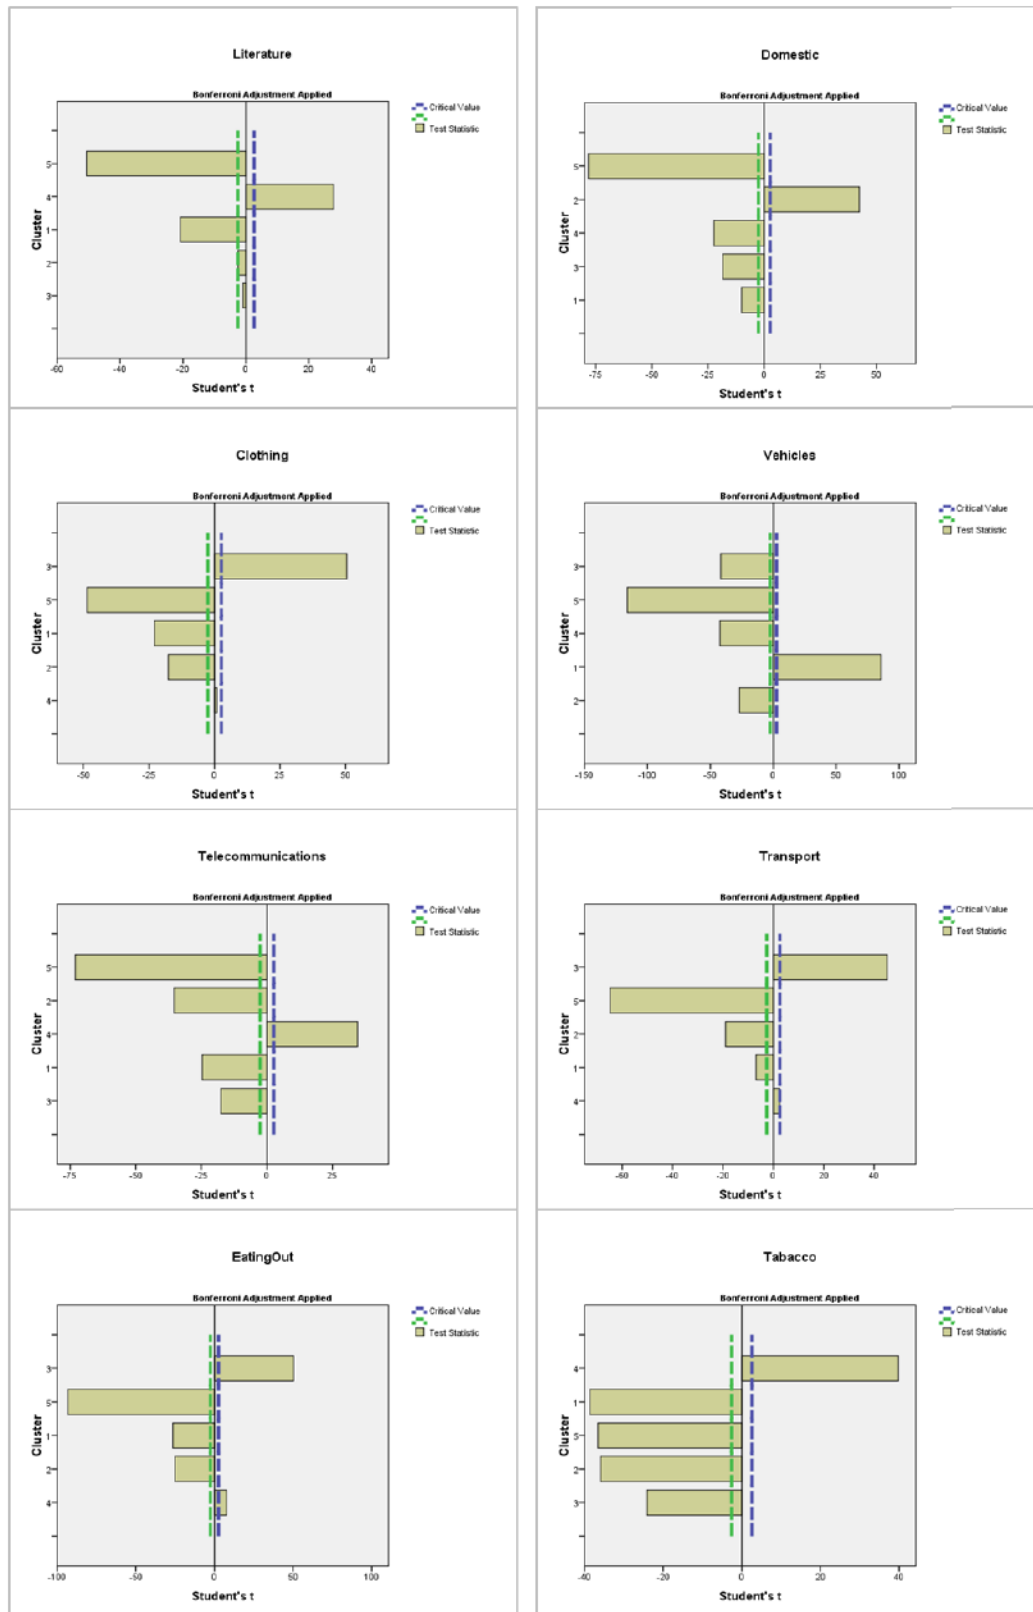 Literature
Bonferroni Adjustment Applied
Critical Value
Test Statistic
Cluster
5
4
1
2
3
-60 -40 -20 0 20 40
Student's t
Domestic
Bonferroni Adjustment Applied
Critical Value
Test Statistic
Cluster
5
2
4
3
1
-75 -50 -25 0 25 50
Student's t
Clothing
Bonferroni Adjustment Applied
Critical Value
Test Statistic
Cluster
3
5
1
2
4
-50 -25 0 25 50
Student's t
Vehicles
Bonferroni Adjustment Applied
Critical Value
Test Statistic
Cluster
3
5
4
1
2
-150 -100 -50 0 50 100
Student's t
Telecommunications
Bonferroni Adjustment Applied
Critical Value
Test Statistic
Cluster
5
2
4
1
3
-75 -50 -25 0 25
Student's t
Transport
Bonferroni Adjustment Applied
Critical Value
Test Statistic
Cluster
3
5
2
1
4
-60 -40 -20 0 20 40
Student's t
EatingOut
Bonferroni Adjustment Applied
Critical Value
Test Statistic
Cluster
3
5
1
2
4
-100 -50 0 50 100
Student's t
Tabacco
Bonferroni Adjustment Applied
Critical Value
Test Statistic
Cluster
4
1
5
2
3
-40 -20 0 20 40
Student's t